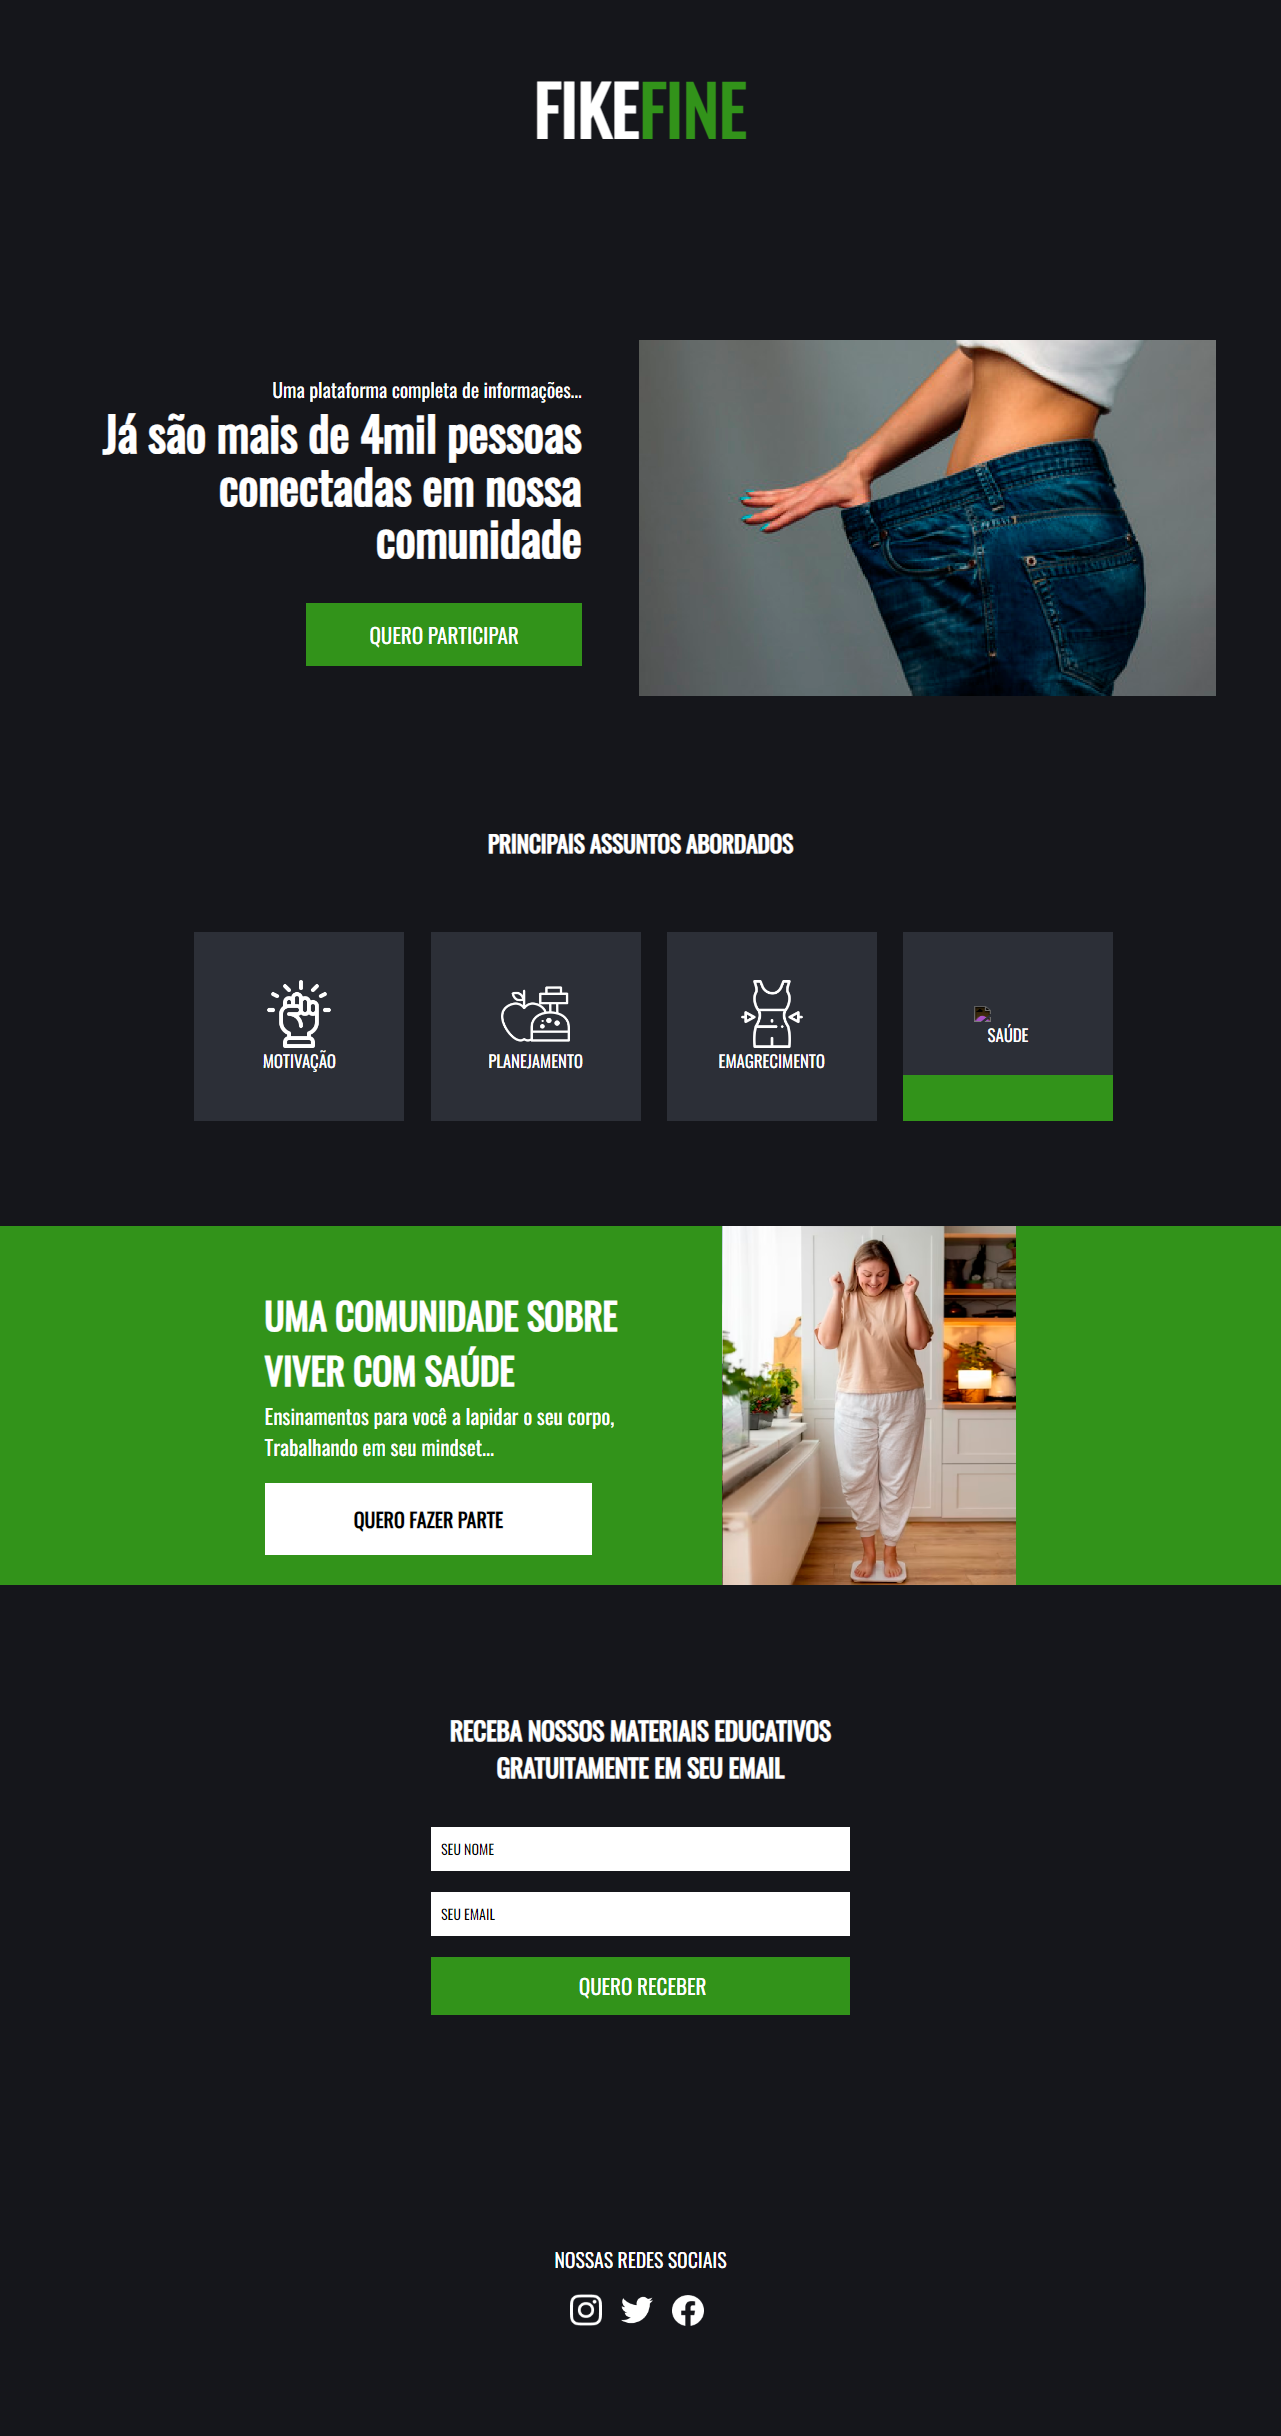 FIKEFINE
Uma plataforma completa de informações...
Já são mais de 4mil pessoas
conectadas em nossa
comunidade
QUERO PARTICIPAR
PRINCIPAIS ASSUNTOS ABORDADOS
MOTIVAÇÃO
PLANEJAMENTO
EMAGRECIMENTO
SAÚDE
UMA COMUNIDADE SOBRE
VIVER COM SAÚDE
Ensinamentos para você a lapidar o seu corpo,
Trabalhando em seu mindset...
QUERO FAZER PARTE
RECEBA NOSSOS MATERIAIS EDUCATIVOS
GRATUITAMENTE EM SEU EMAIL
SEU NOME
SEU EMAIL
QUERO RECEBER
NOSSAS REDES SOCIAIS